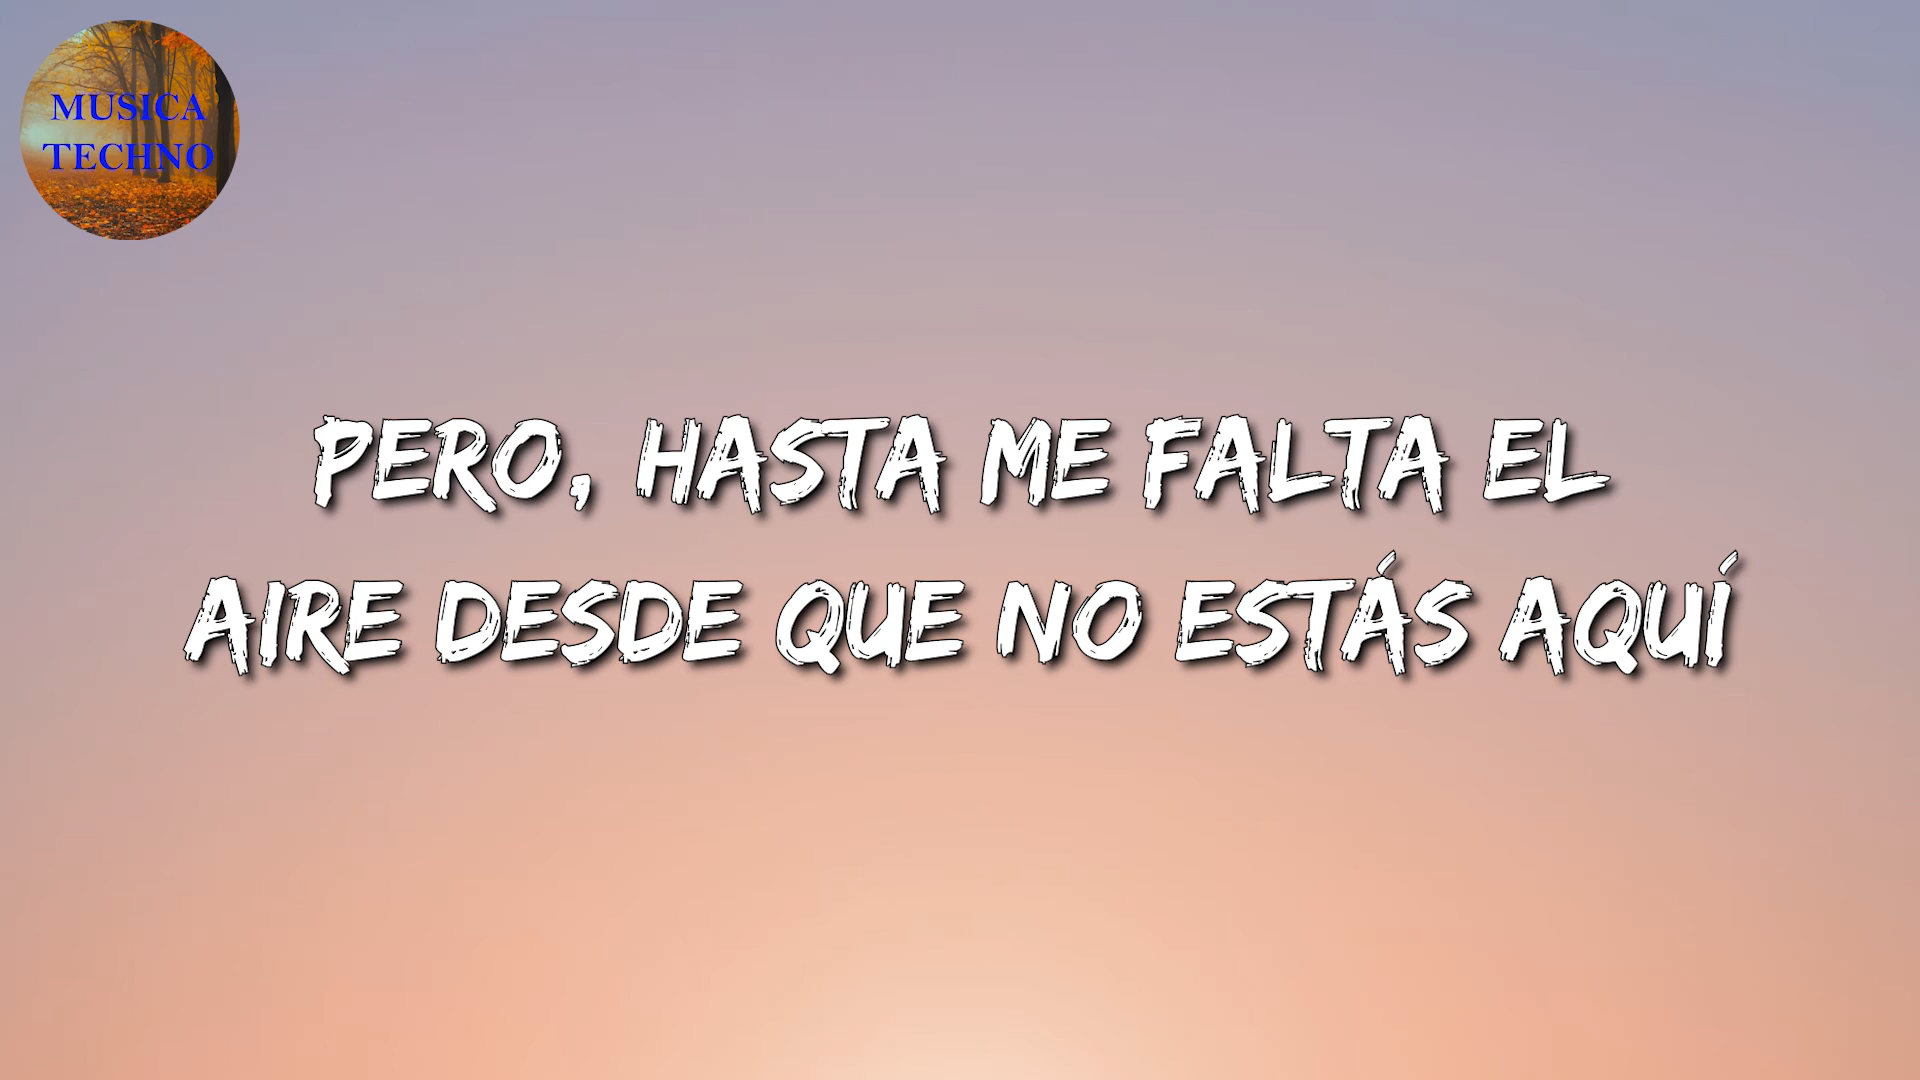 MUSICA
TECHNO
PERO, HASTA ME FALTA EL
AIRE DESDE QUE NO ESTÁS AQUÍ